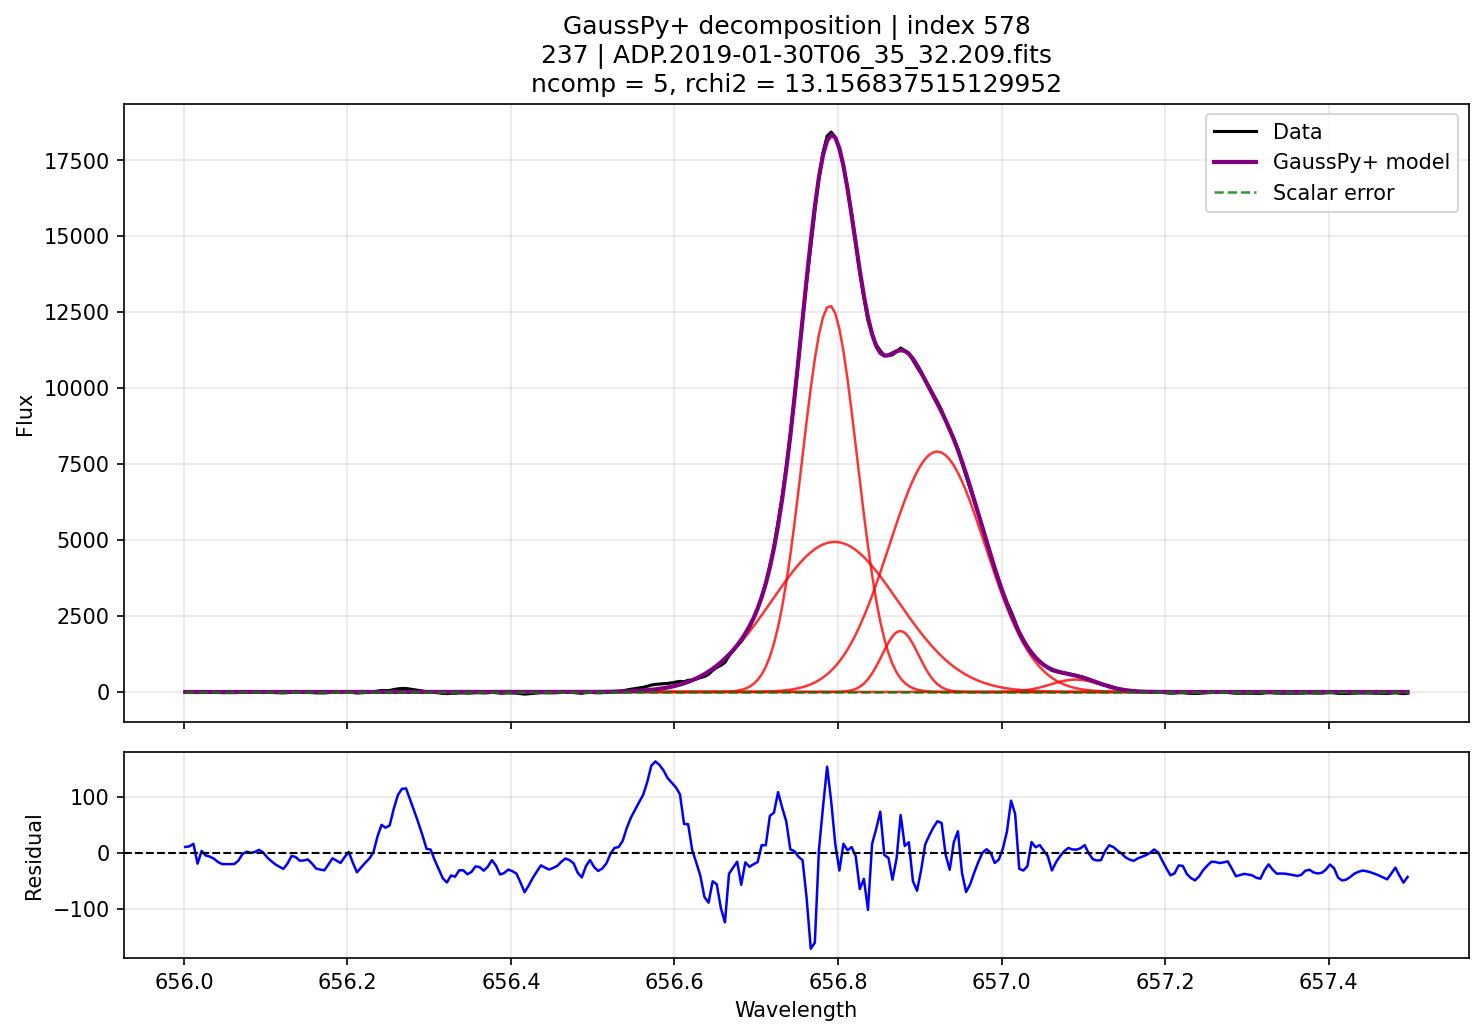 GaussPy+ decomposition | index 578
237 | ADP.2019-01-30T06_35_32.209.fits
ncomp = 5, rchi2 = 13.156837515129952
Data
GaussPy+ model
Scalar error
17500
15000
12500
10000
7500
5000
2500
0
Flux
100
0
−100
Residual
656.0
656.2
656.4
656.6
656.8
657.0
657.2
657.4
Wavelength